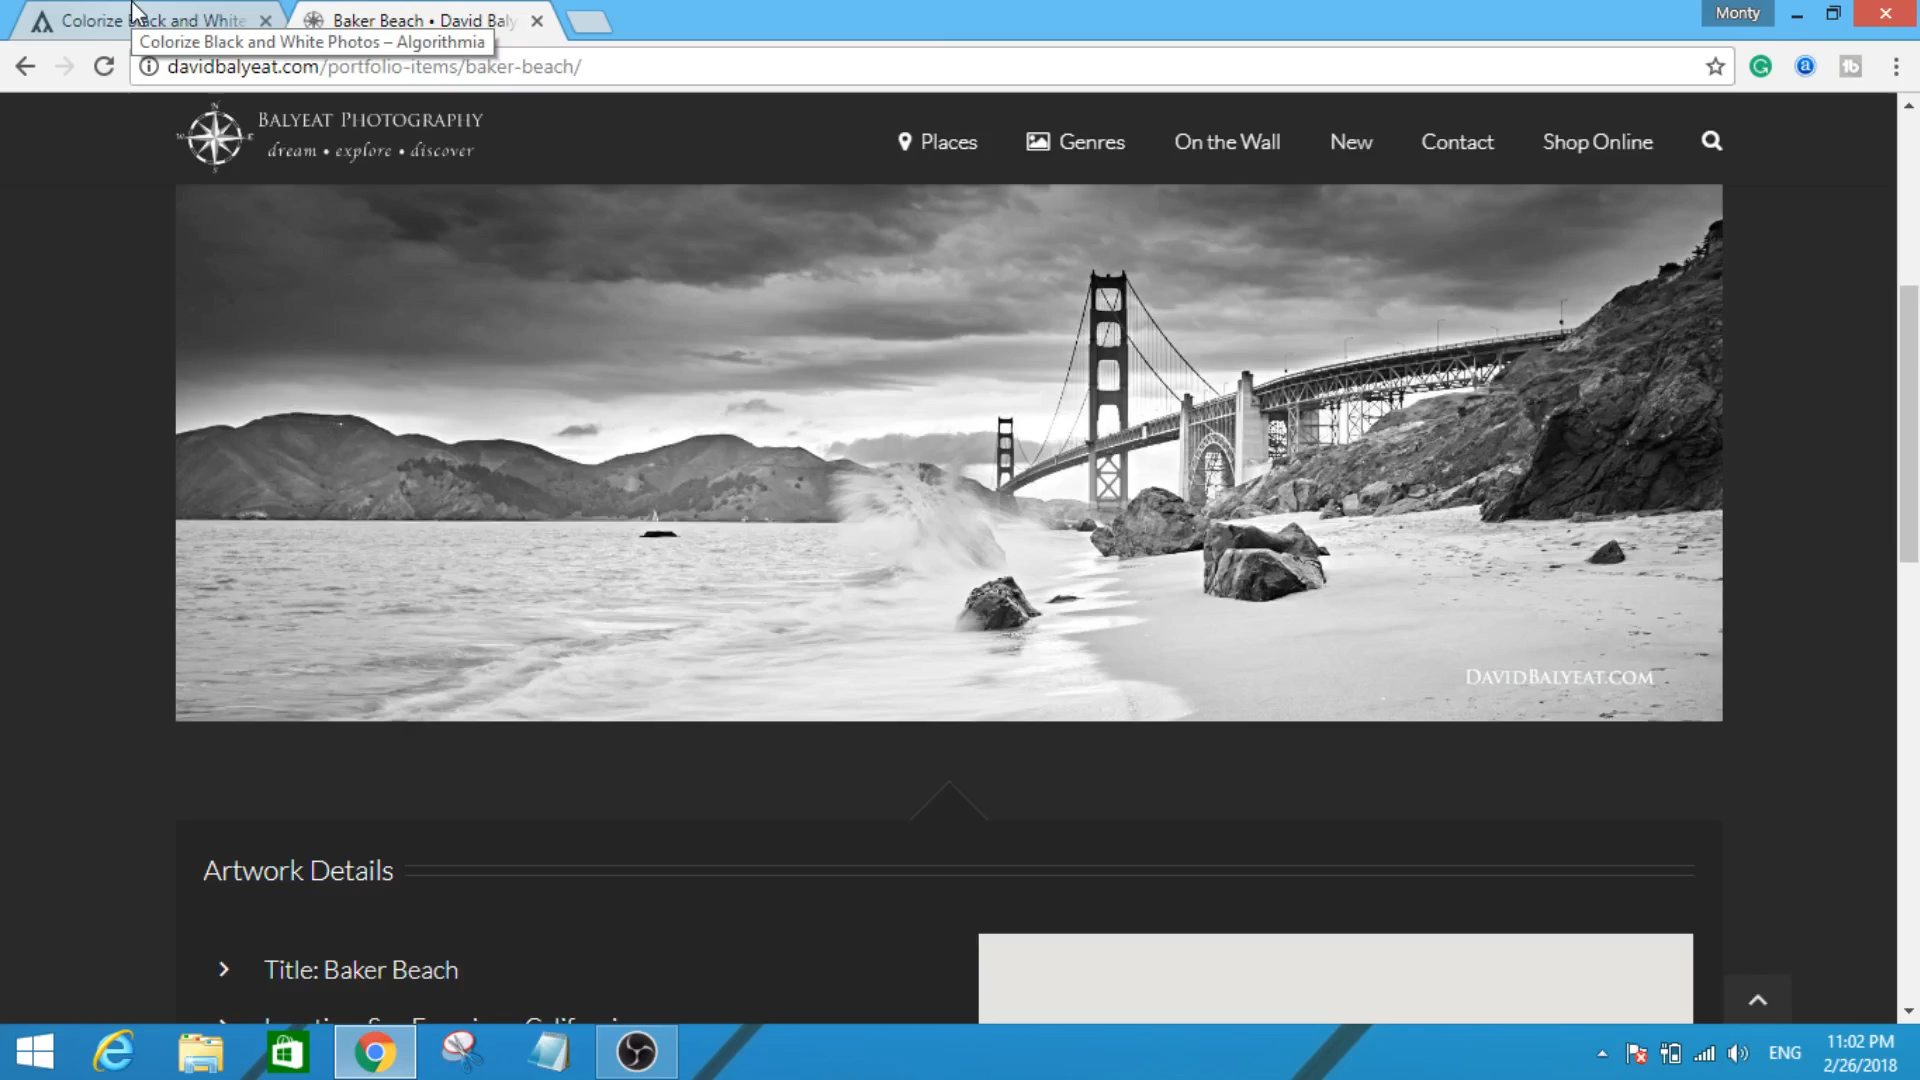 Colorize Black and White
Baker Beach • David Baly
Monty
Colorize Black and White Photos – Algorithmia
davidbalyeat.com/portfolio-items/baker-beach/
BALYEAT PHOTOGRAPHY
dream • explore • discover
N
W
E
S
Places
Genres
On the Wall
New
Contact
Shop Online
DAVIDBALYEAT.COM
Artwork Details
Title: Baker Beach
ENG
11:02 PM
2/26/2018